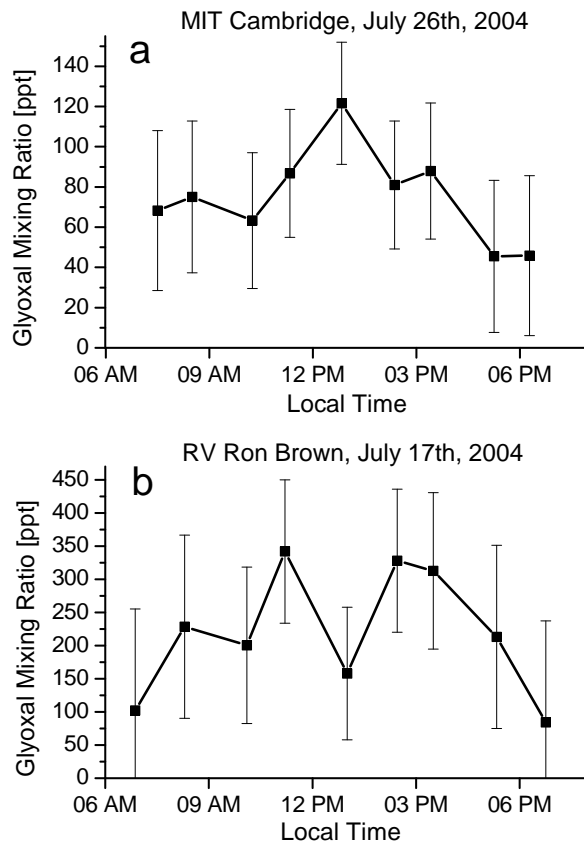 MIT Cambridge, July 26th, 2004
a
140
120
100
80
60
40
20
0
Glyoxal Mixing Ratio [ppt]
06 AM 09 AM 12 PM 03 PM 06 PM
Local Time
RV Ron Brown, July 17th, 2004
b
450
400
350
300
250
200
150
100
50
0
Glyoxal Mixing Ratio [ppt]
06 AM 09 AM 12 PM 03 PM 06 PM
Local Time